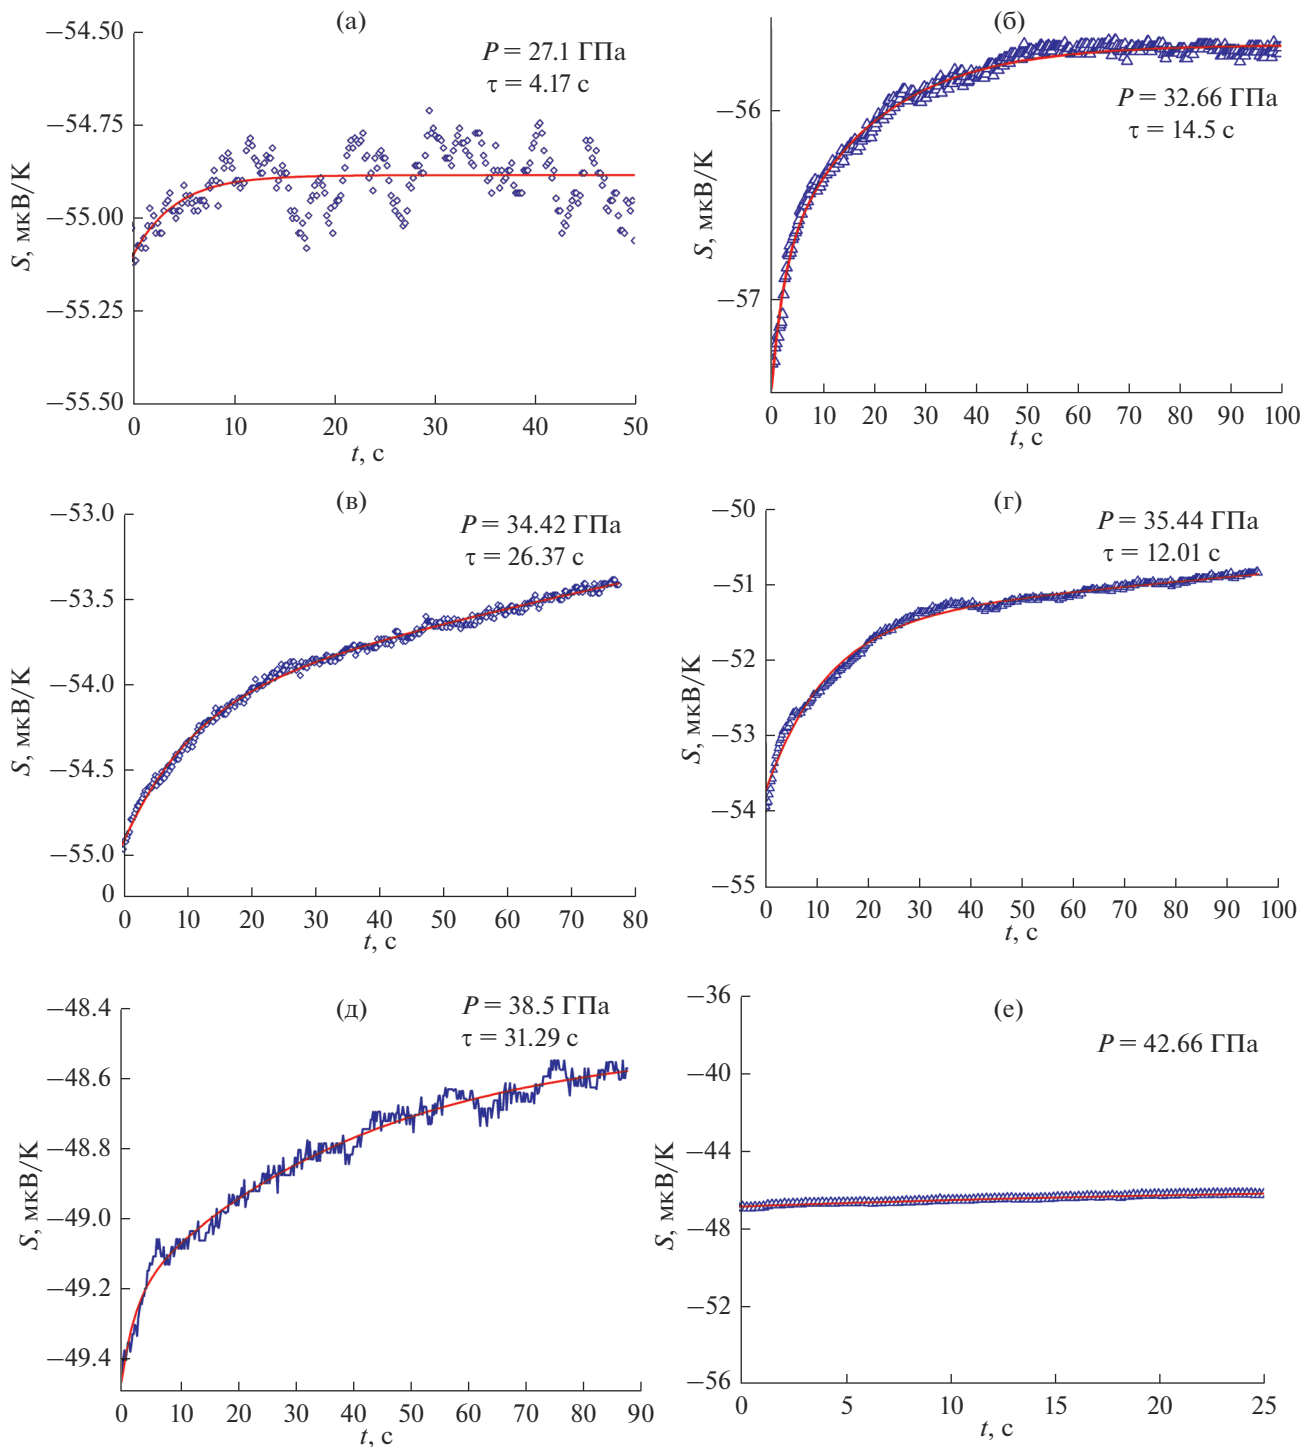 (а)
P = 27.1 ГПа
τ = 4.17 с
−54.50
−54.75
−55.00
−55.25
−55.50
S, мкВ/К
0 10 20 30 40 50
t, с
(б)
P = 32.66 ГПа
τ = 14.5 с
−56
−57
S, мкВ/К
0 10 20 30 40 50 60 70 80 90 100
t, с
(в)
P = 34.42 ГПа
τ = 26.37 с
−53.0
−53.5
−54.0
−54.5
−55.0
0
S, мкВ/К
0 10 20 30 40 50 60 70 80
t, с
(г)
P = 35.44 ГПа
τ = 12.01 с
−50
−51
−52
−53
−54
−55
S, мкВ/К
0 10 20 30 40 50 60 70 80 90 100
t, с
(д)
P = 38.5 ГПа
τ = 31.29 с
−48.4
−48.6
−48.8
−49.0
−49.2
−49.4
S, мкВ/К
0 10 20 30 40 50 60 70 80 90
t, с
(е)
P = 42.66 ГПа
−36
−40
−44
−48
−52
−56
S, мкВ/К
0 5 10 15 20 25
t, с